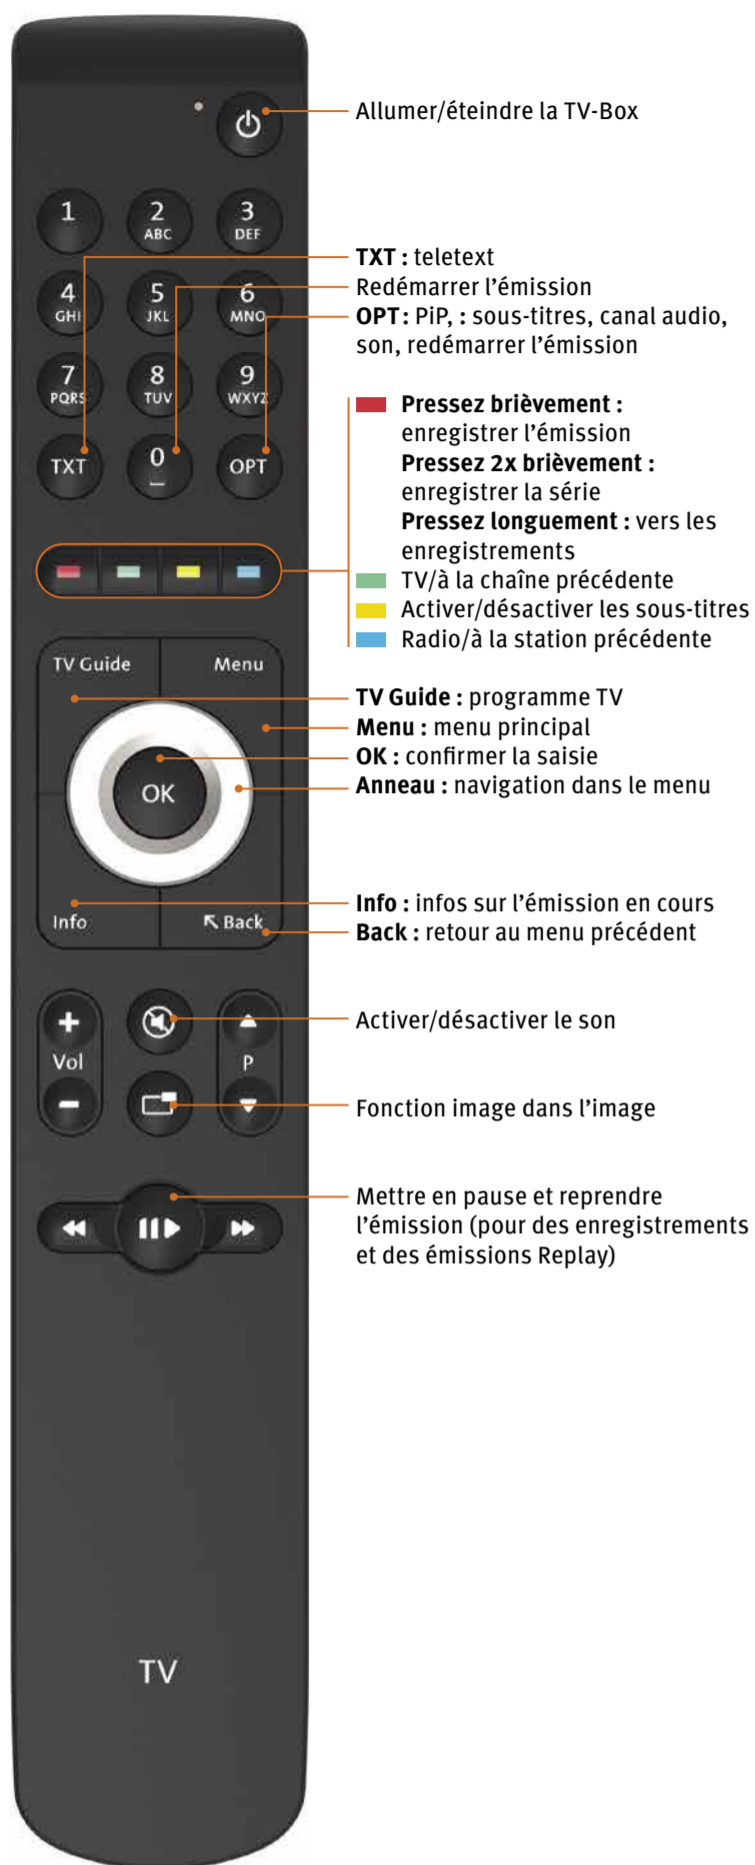 Allumer/éteindre la TV-Box
1
2
ABC
3
DEF
4
GHI
5
JKL
6
MNO
7
PQRS
8
TUV
9
WXYZ
TXT
0
OPT
TXT : teletext
Redémarrer l’émission
OPT : PiP, : sous-titres, canal audio,
son, redémarrer l’émission
Pressez brièvement :
enregistrer l’émission
Pressez 2x brièvement :
enregistrer la série
Pressez longuement : vers les
enregistrements
TV/à la chaîne précédente
Activer/désactiver les sous-titres
Radio/à la station précédente
TV Guide
Menu
OK
Info
Back
TV Guide : programme TV
Menu : menu principal
OK : confirmer la saisie
Anneau : navigation dans le menu
Info : infos sur l’émission en cours
Back : retour au menu précédent
+
Vol
−
P
Activer/désactiver le son
Fonction image dans l’image
Mettre en pause et reprendre
l’émission (pour des enregistrements
et des émissions Replay)
TV